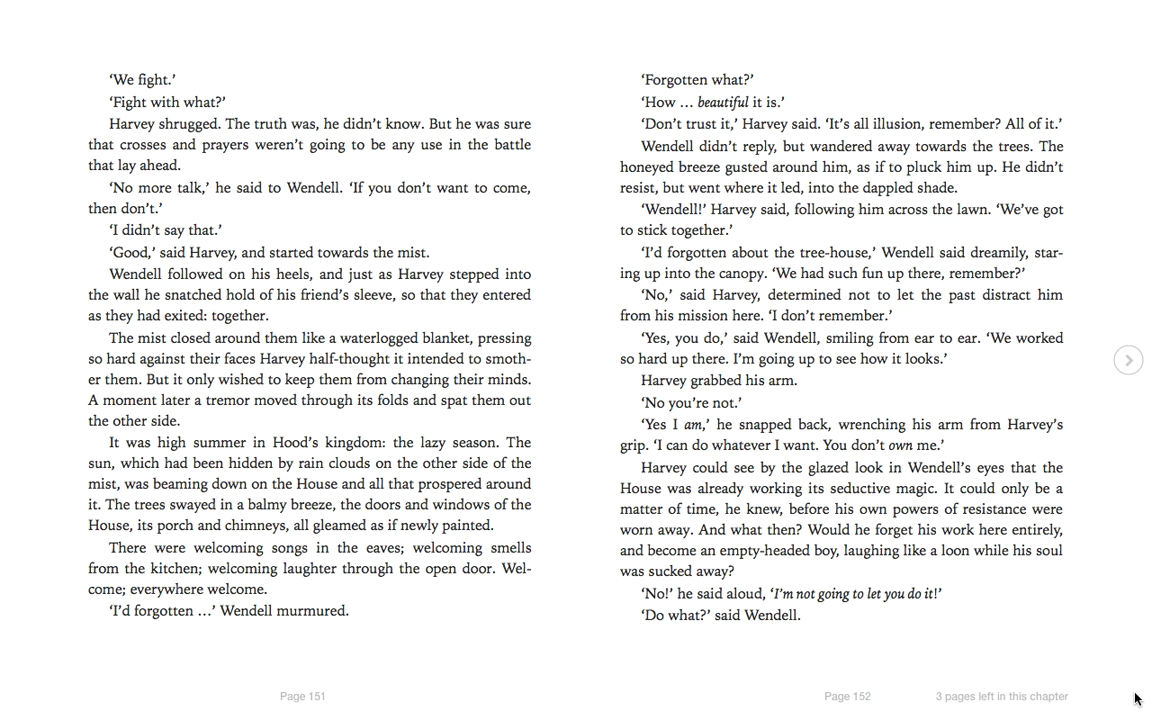 ‘We fight.’
‘Fight with what?’
Harvey shrugged. The truth was, he didn’t know. But he was sure
that crosses and prayers weren’t going to be any use in the battle
that lay ahead.
‘No more talk,’ he said to Wendell. ‘If you don’t want to come,
then don’t.’
‘I didn’t say that.’
‘Good,’ said Harvey, and started towards the mist.
Wendell followed on his heels, and just as Harvey stepped into
the wall he snatched hold of his friend’s sleeve, so that they entered
as they had exited: together.
The mist closed around them like a waterlogged blanket, pressing
so hard against their faces Harvey half-thought it intended to smoth-
er them. But it only wished to keep them from changing their minds.
A moment later a tremor moved through its folds and spat them out
the other side.
It was high summer in Hood’s kingdom: the lazy season. The
sun, which had been hidden by rain clouds on the other side of the
mist, was beaming down on the House and all that prospered around
it. The trees swayed in a balmy breeze, the doors and windows of the
House, its porch and chimneys, all gleamed as if newly painted.
There were welcoming songs in the eaves; welcoming smells
from the kitchen; welcoming laughter through the open door. Wel-
come; everywhere welcome.
‘I’d forgotten …’ Wendell murmured.
Page 151
‘Forgotten what?’
‘How … beautiful it is.’
‘Don’t trust it,’ Harvey said. ‘It’s all illusion, remember? All of it.’
Wendell didn’t reply, but wandered away towards the trees. The
honeyed breeze gusted around him, as if to pluck him up. He didn’t
resist, but went where it led, into the dappled shade.
‘Wendell!’ Harvey said, following him across the lawn. ‘We’ve got
to stick together.’
‘I’d forgotten about the tree-house,’ Wendell said dreamily, star-
ing up into the canopy. ‘We had such fun up there, remember?’
‘No,’ said Harvey, determined not to let the past distract him
from his mission here. ‘I don’t remember.’
‘Yes, you do,’ said Wendell, smiling from ear to ear. ‘We worked
so hard up there. I’m going up to see how it looks.’
Harvey grabbed his arm.
‘No you’re not.’
‘Yes I am,’ he snapped back, wrenching his arm from Harvey’s
grip. ‘I can do whatever I want. You don’t own me.’
Harvey could see by the glazed look in Wendell’s eyes that the
House was already working its seductive magic. It could only be a
matter of time, he knew, before his own powers of resistance were
worn away. And what then? Would he forget his work here entirely,
and become an empty-headed boy, laughing like a loon while his soul
was sucked away?
‘No!’ he said aloud, ‘I’m not going to let you do it!’
‘Do what?’ said Wendell.
Page 152
3 pages left in this chapter